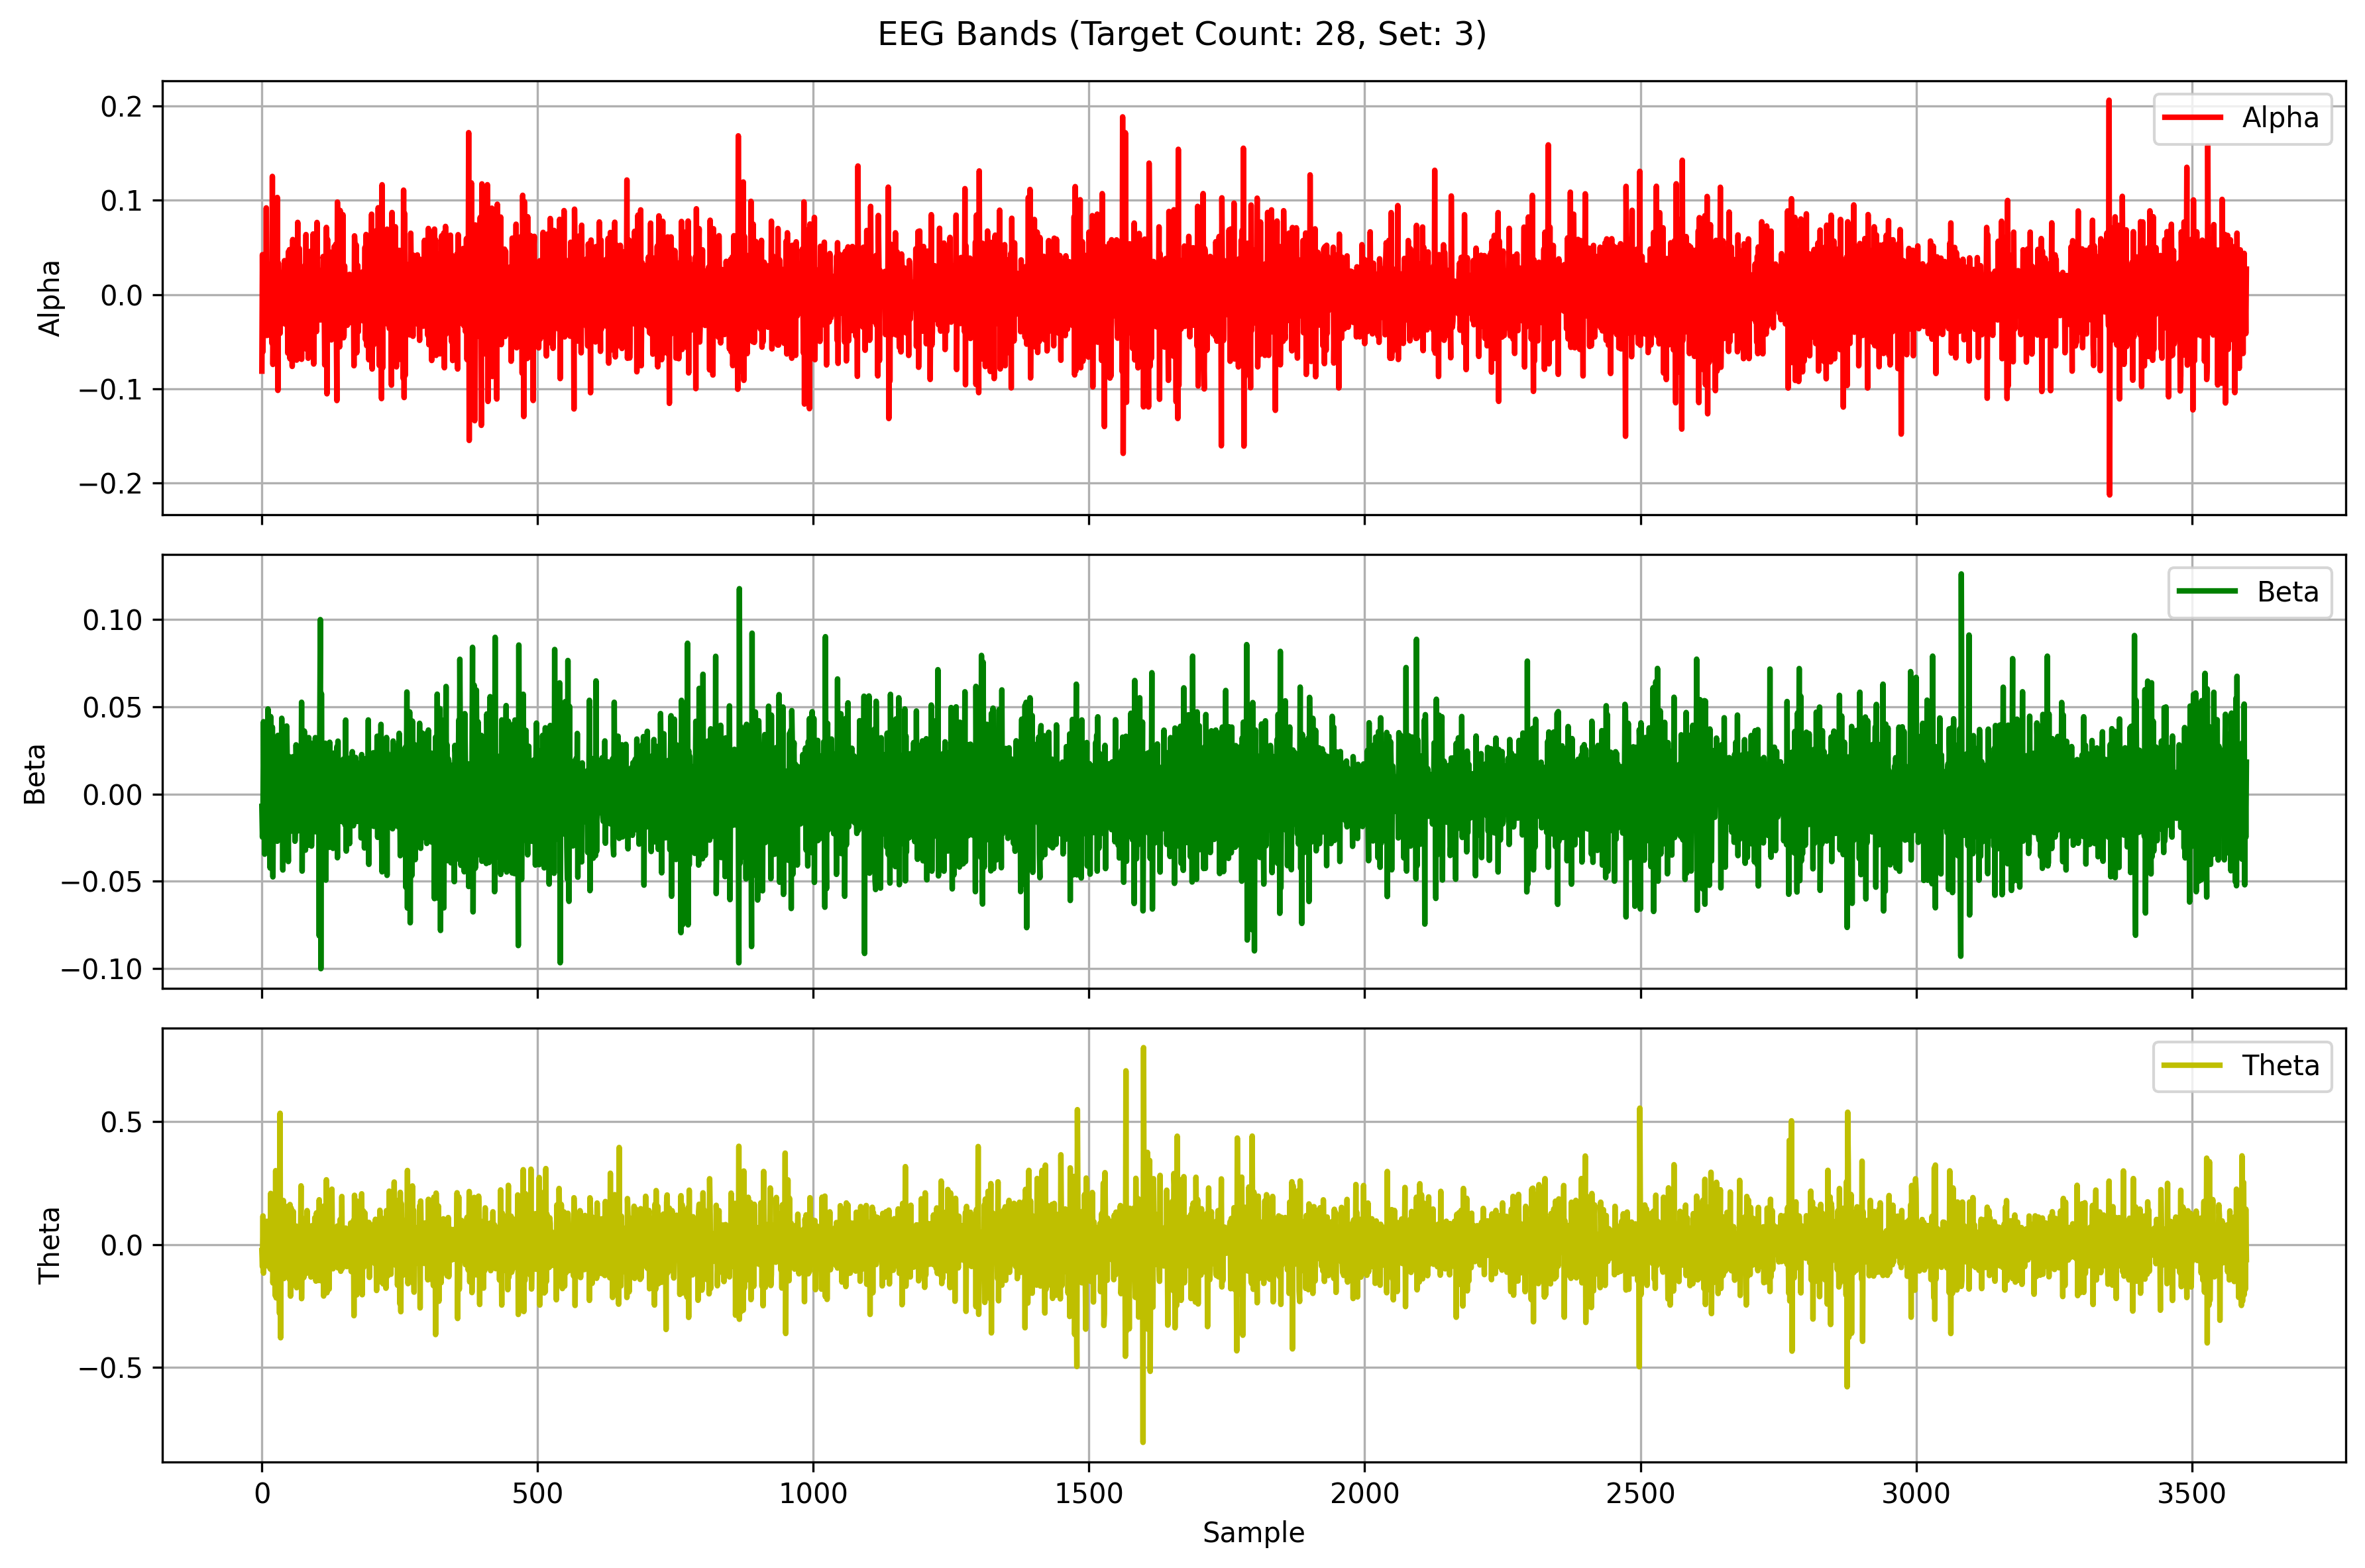 EEG Bands (Target Count: 28, Set: 3)
0.2
0.1
0.0
−0.1
−0.2
Alpha
Alpha
0.10
0.05
0.00
−0.05
−0.10
Beta
Beta
0.5
0.0
−0.5
Theta
Theta
0 500 1000 1500 2000 2500 3000 3500
Sample